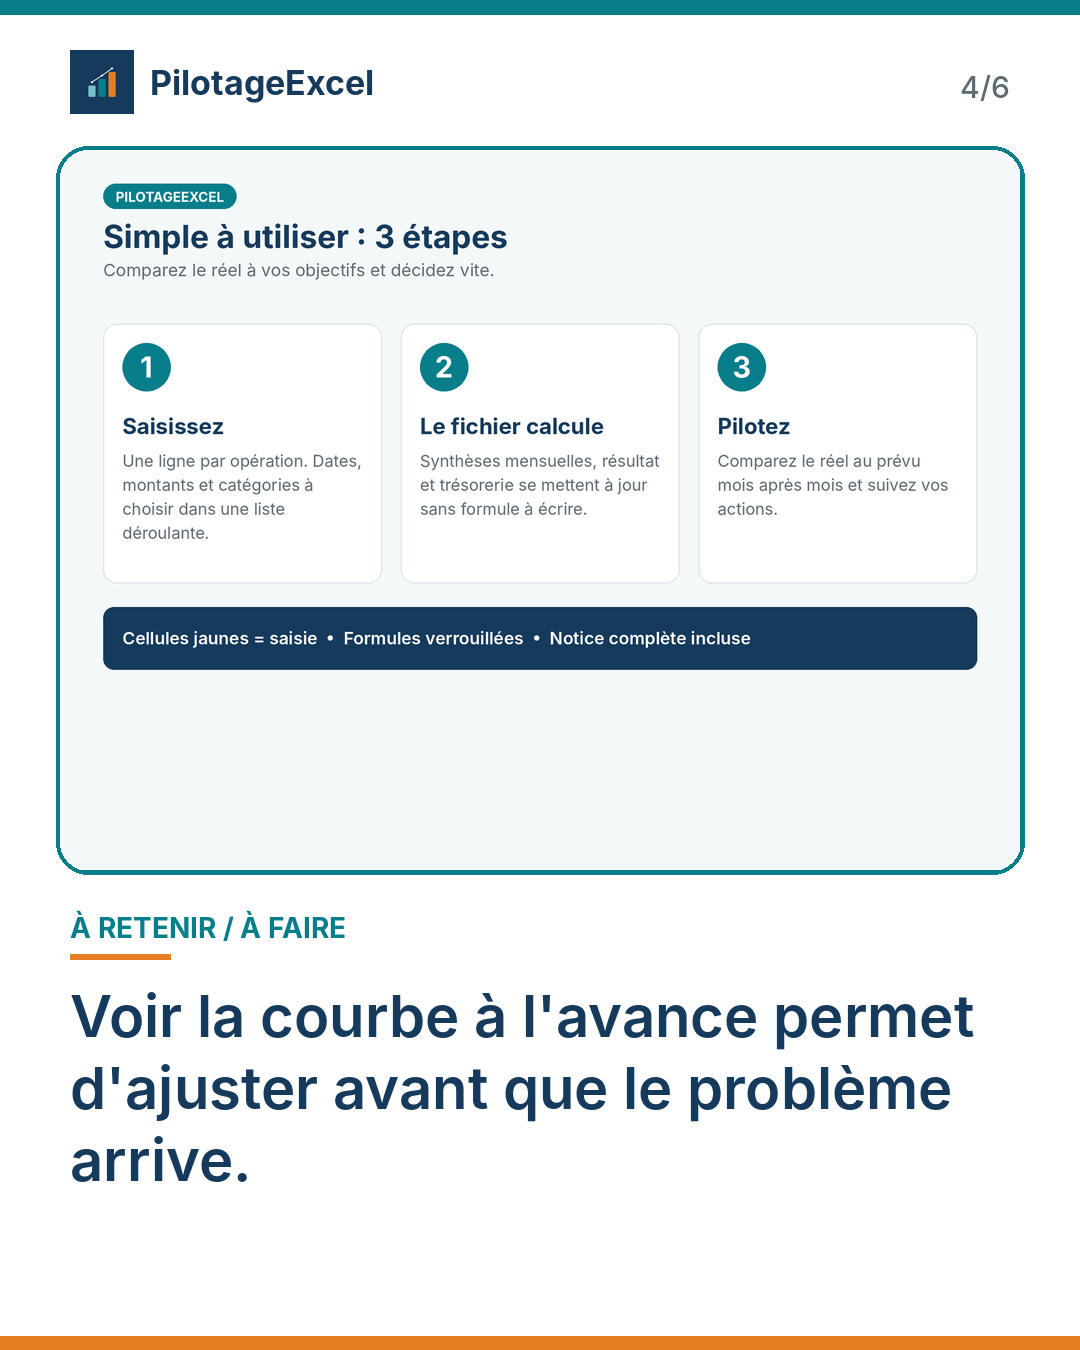 PilotageExcel
4/6
PILOTAGEEXCEL
Simple à utiliser : 3 étapes
Comparez le réel à vos objectifs et décidez vite.
1
Saisissez
Une ligne par opération. Dates,
montants et catégories à
choisir dans une liste
déroulante.
2
Le fichier calcule
Synthèses mensuelles, résultat
et trésorerie se mettent à jour
sans formule à écrire.
3
Pilotez
Comparez le réel au prévu
mois après mois et suivez vos
actions.
Cellules jaunes = saisie • Formules verrouillées • Notice complète incluse
À RETENIR / À FAIRE
Voir la courbe à l'avance permet
d'ajuster avant que le problème
arrive.